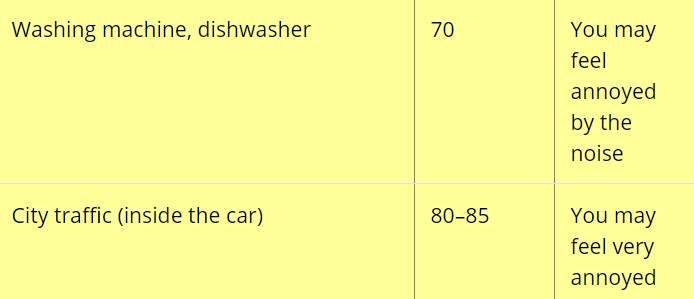 Washing machine, dishwasher 70 You may
feel
annoyed
by the
noise
City traffic (inside the car) 80–85 You may
feel very
annoyed